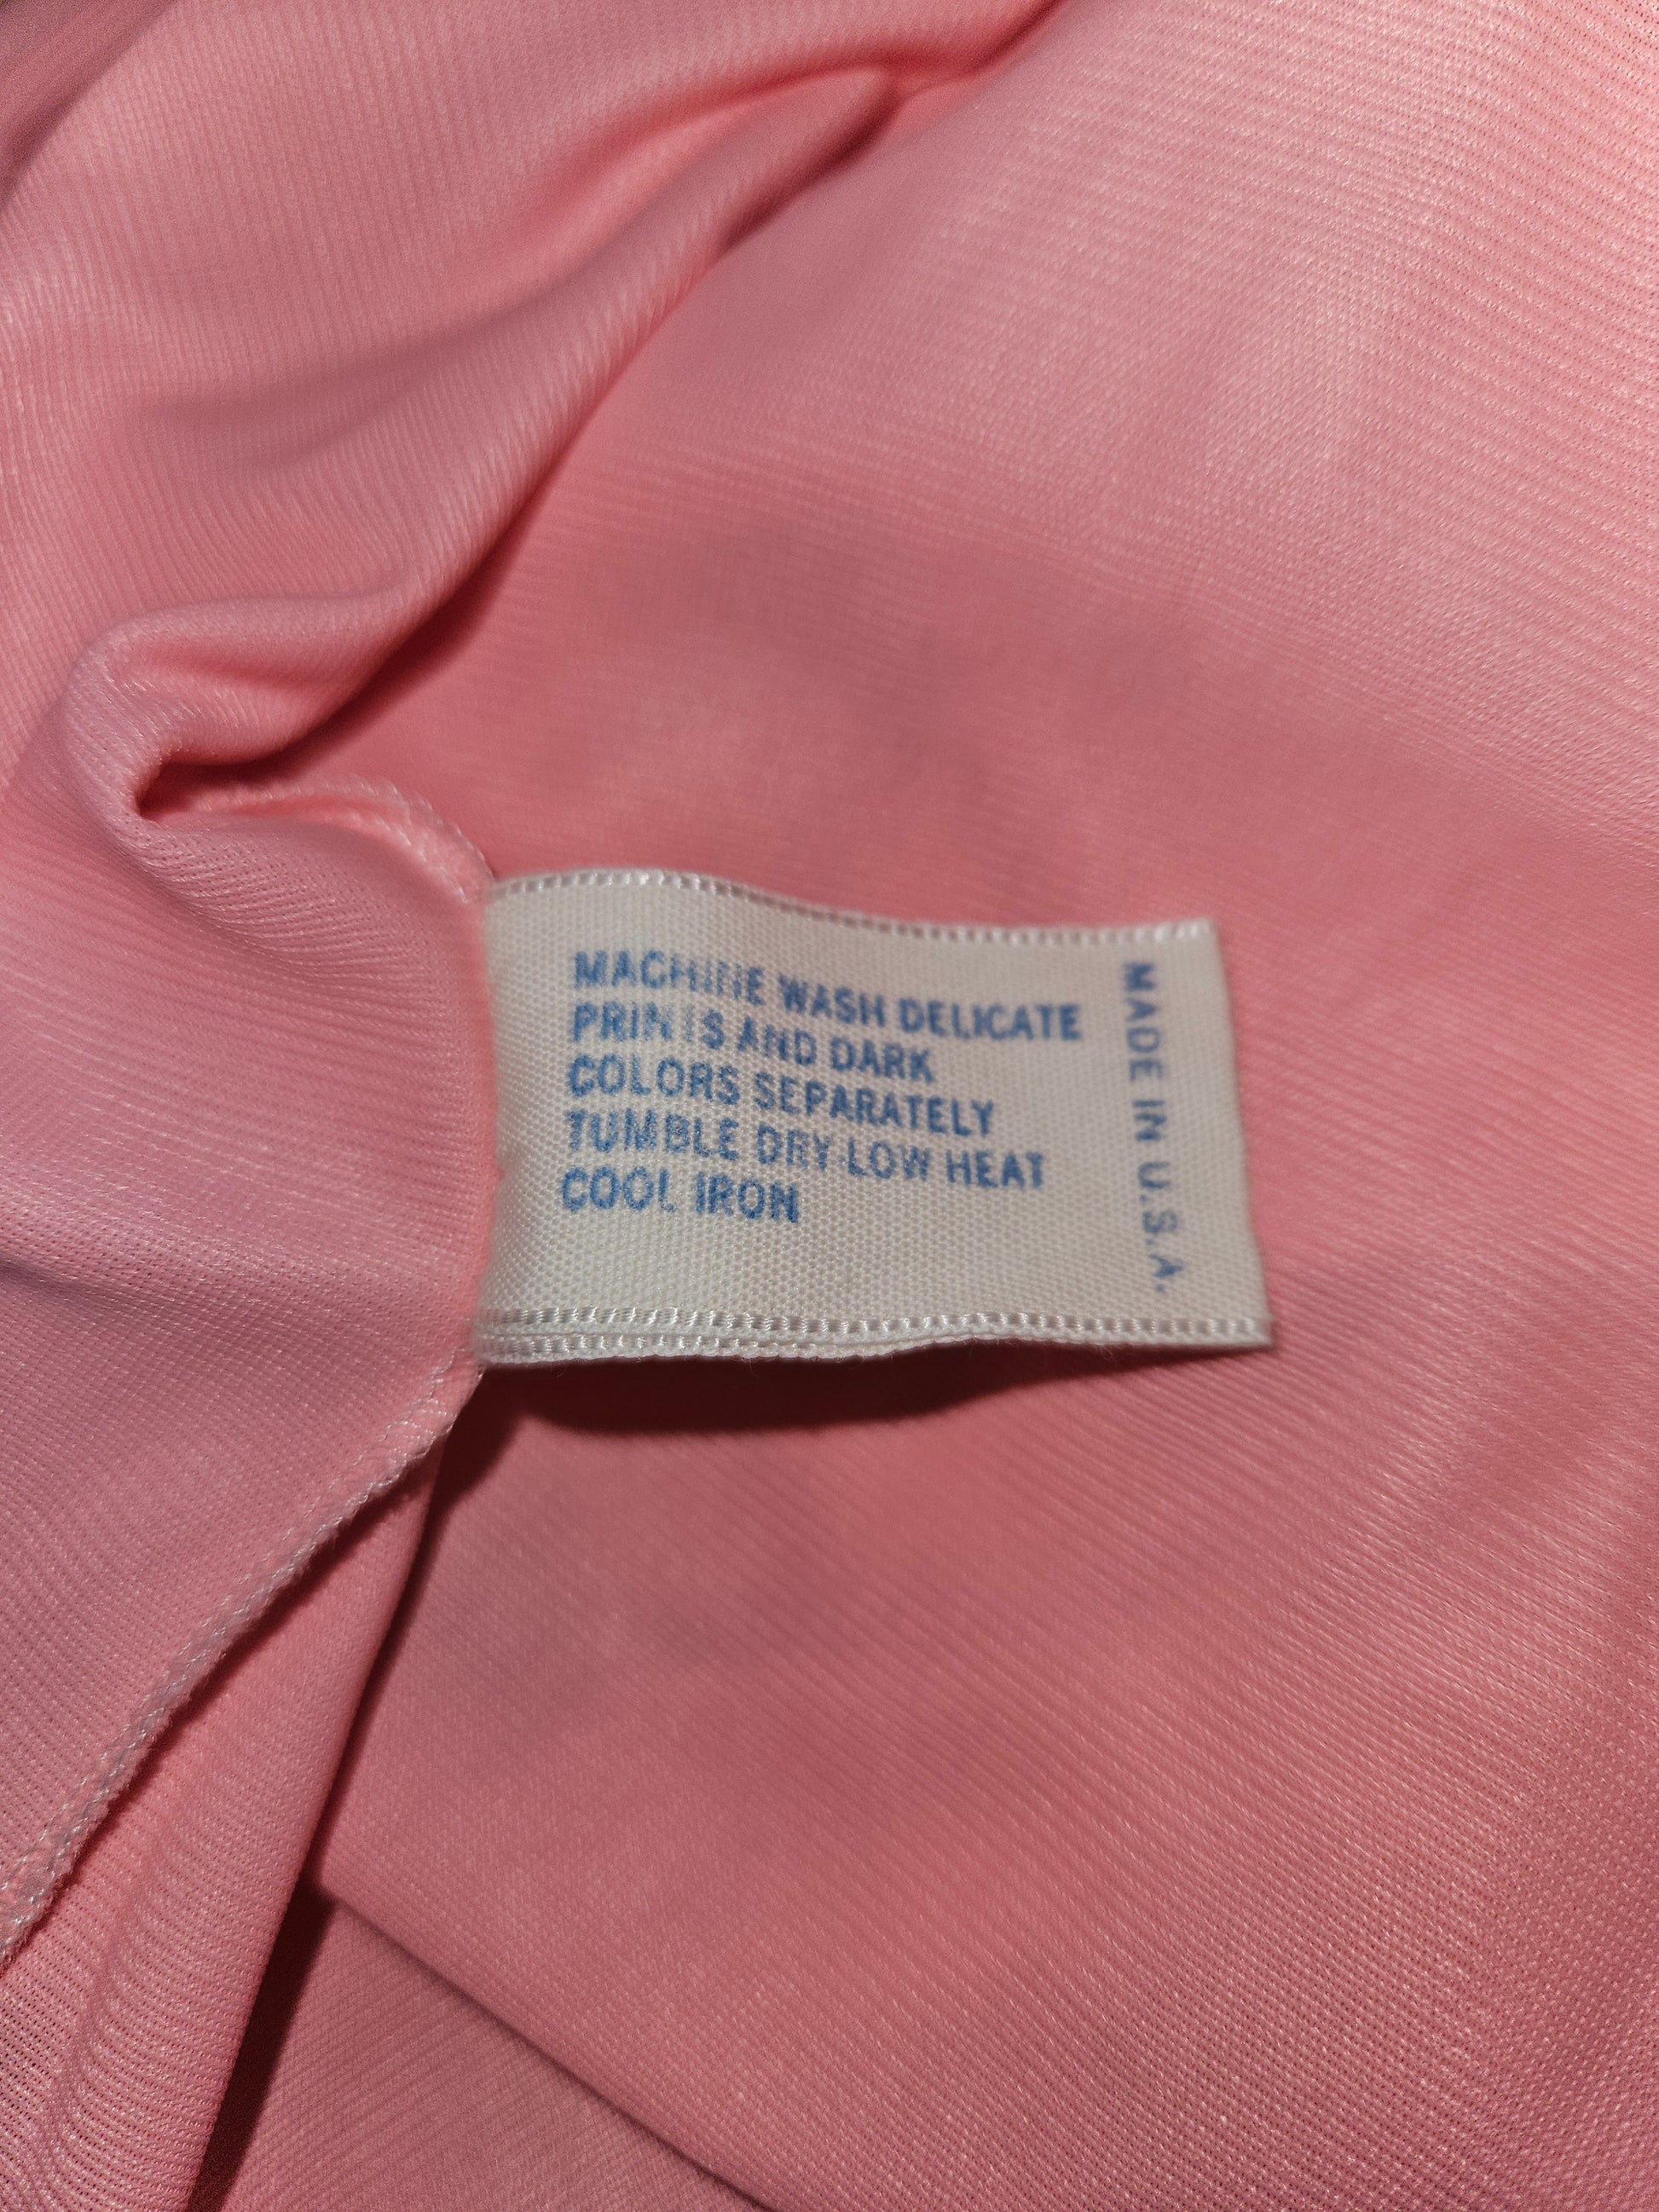 MACHINE WASH DELICATE
PRINTS AND DARK
COLORS SEPARATELY
TUMBLE DRY LOW HEAT
COOL IRON
MADE IN U.S.A.